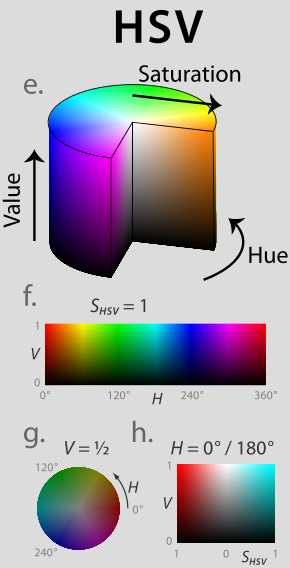 HSV
e.
Saturation
Value
Hue
f.
S_HSV = 1
1
V
0
0° 120° 240° 360°
H
g.
V = ½
120°
H
0°
240°
h.
H = 0° / 180°
1
V
0
1 0 1
S_HSV